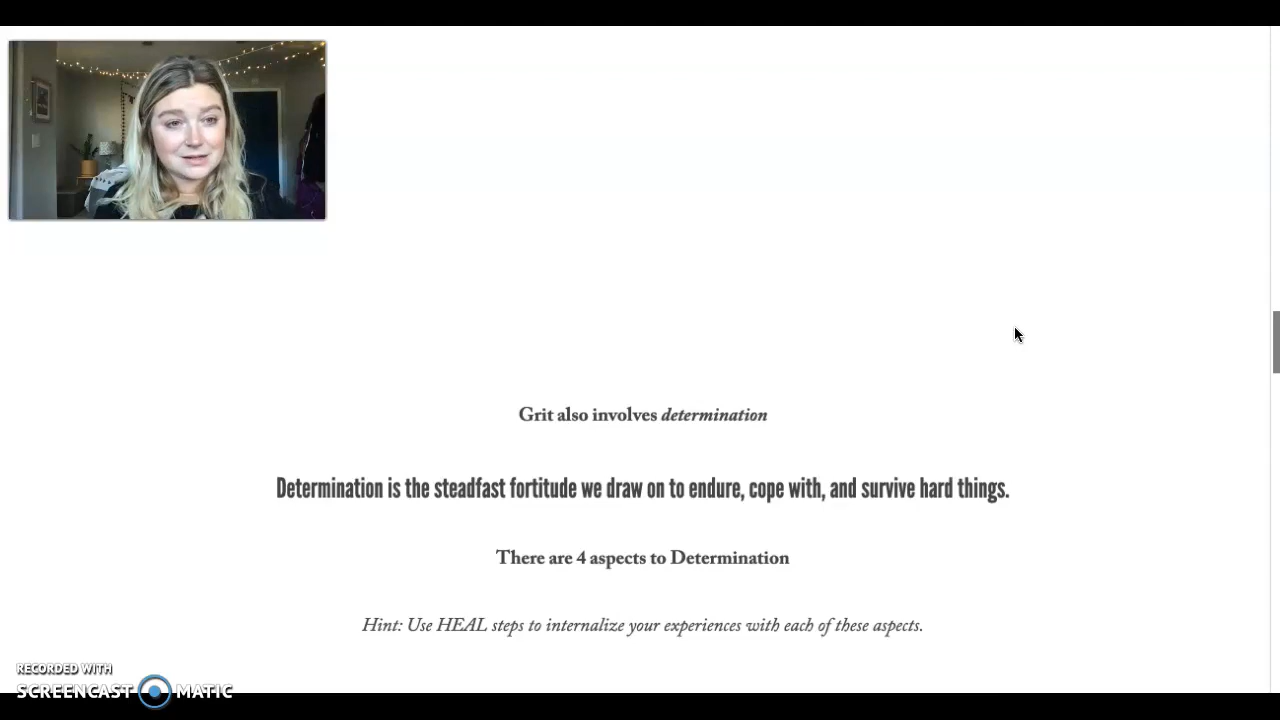 Grit also involves determination
Determination is the steadfast fortitude we draw on to endure, cope with, and survive hard things.
There are 4 aspects to Determination
Hint: Use HEAL steps to internalize your experiences with each of these aspects.
RECORDED WITH
SCREENCAST MATIC